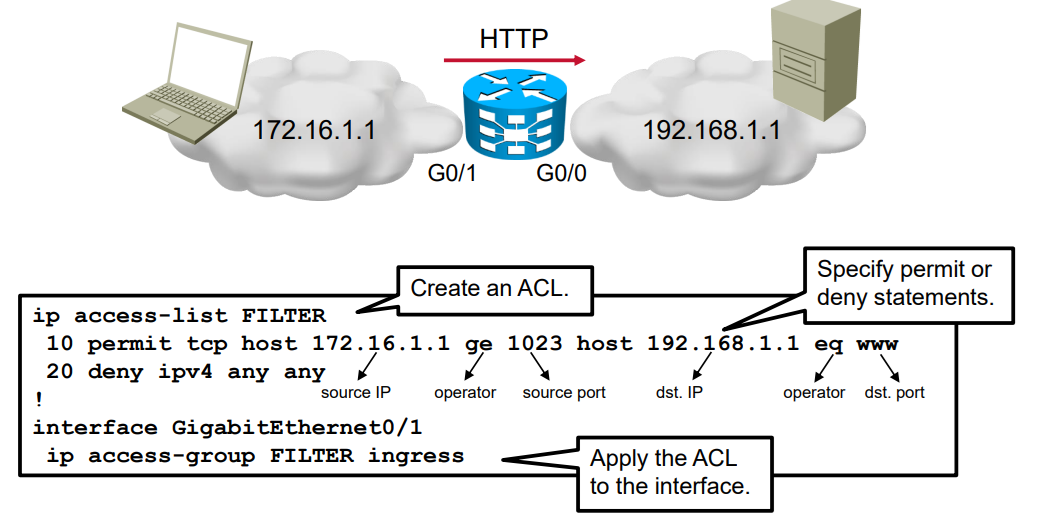 HTTP
172.16.1.1
192.168.1.1
G0/1
G0/0
Create an ACL.
Specify permit or
deny statements.
ip access-list FILTER
10 permit tcp host 172.16.1.1 ge 1023 host 192.168.1.1 eq www
20 deny ipv4 any any
source IP
operator
source port
dst. IP
operator
dst. port
!
interface GigabitEthernet0/1
ip access-group FILTER ingress
Apply the ACL
to the interface.